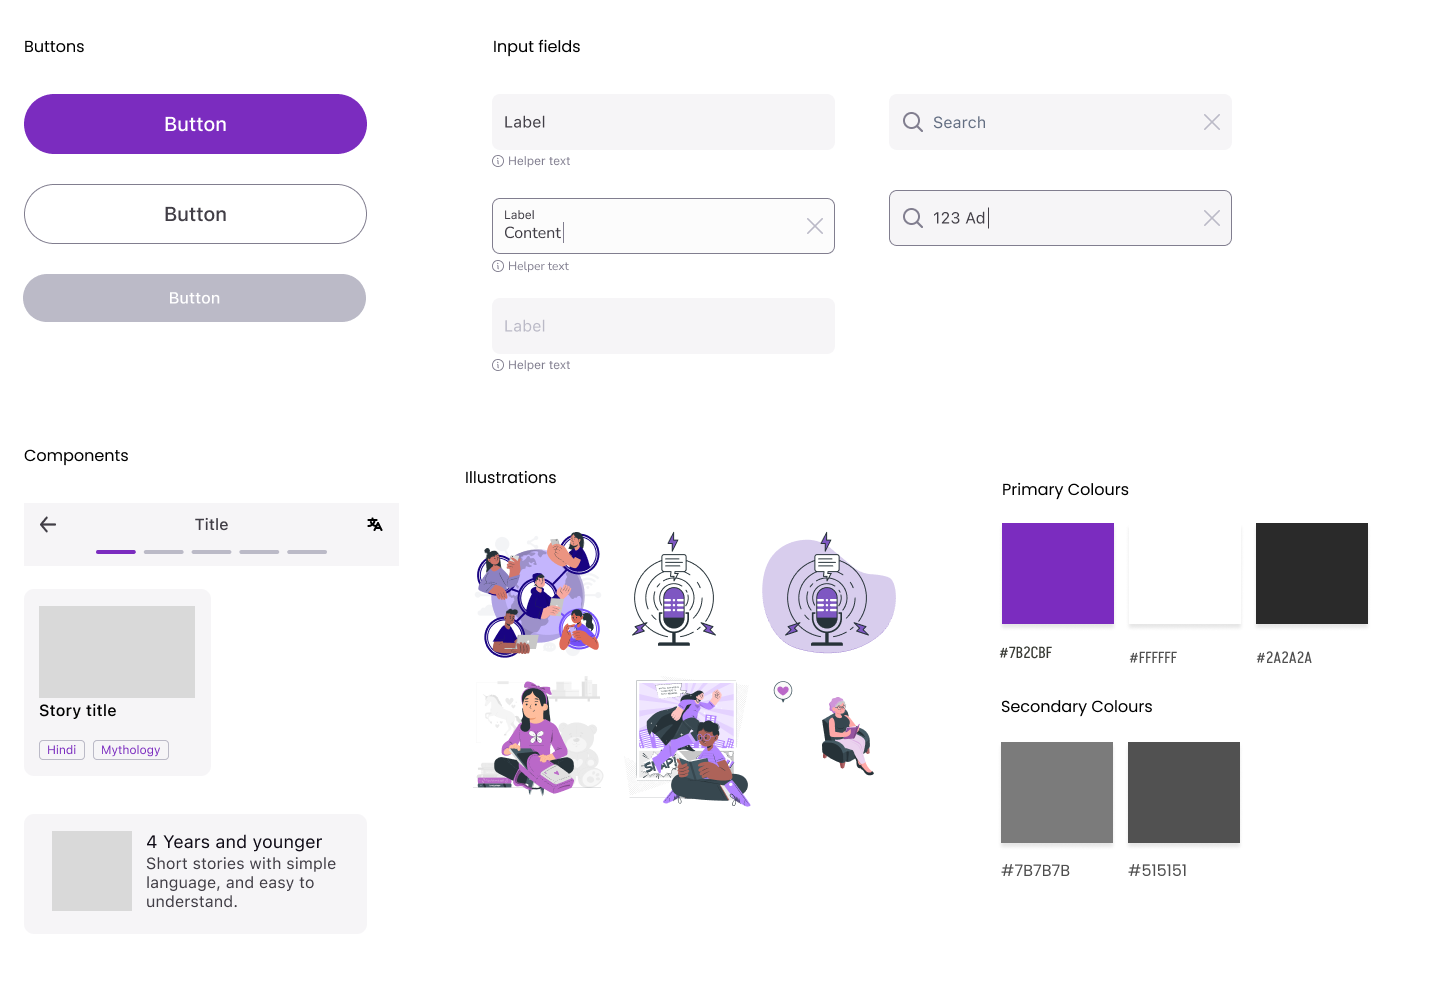 Buttons
Button
Button
Button
Input fields
Label
Helper text
Label
Content
Helper text
Label
Helper text
Search
123 Ad
Components
Title
Story title
Hindi
Mythology
4 Years and younger
Short stories with simple
language, and easy to
understand.
Illustrations
Primary Colours
#7B2CBF
#FFFFFF
#2A2A2A
Secondary Colours
#7B7B7B
#515151